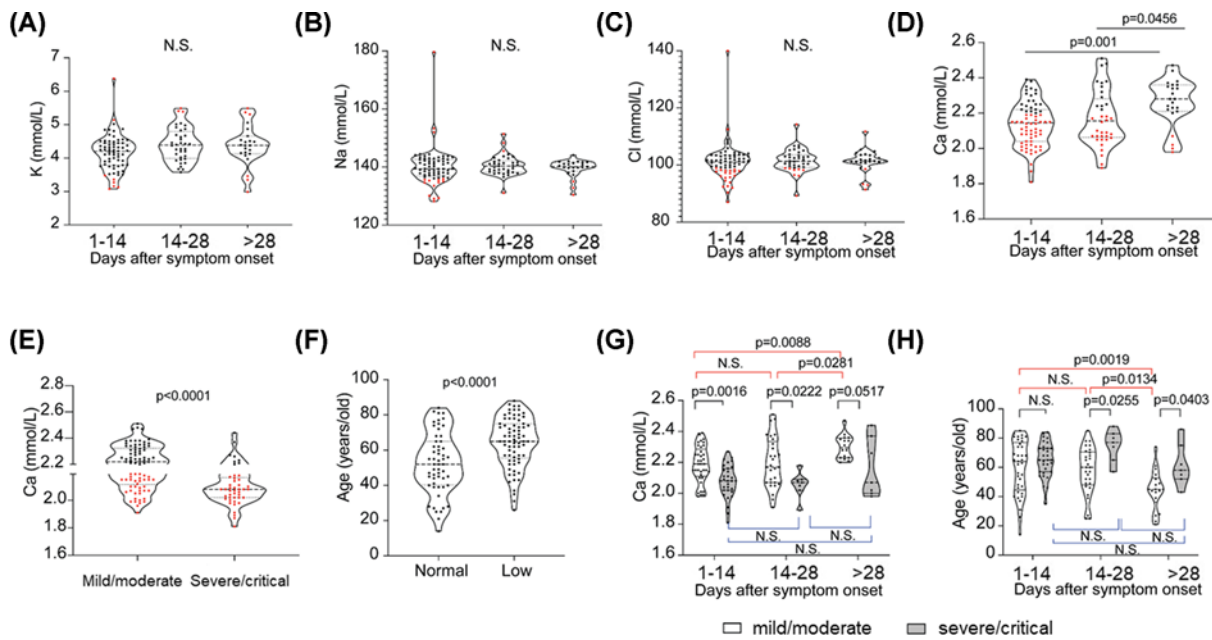 (A)
N.S.
K (mmol/L)
7
6
5
4
3
2
1-14
14-28
>28
Days after symptom onset
(B)
N.S.
Na (mmol/L)
180
160
140
120
1-14
14-28
>28
Days after symptom onset
(C)
N.S.
Cl (mmol/L)
140
120
100
80
1-14
14-28
>28
Days after symptom onset
(D)
p=0.0456
p=0.001
Ca (mmol/L)
2.6
2.4
2.2
2.0
1.8
1.6
1-14
14-28
>28
Days after symptom onset
(E)
p<0.0001
Ca (mmol/L)
2.6
2.4
2.2
2.2
2.0
1.8
1.6
Mild/moderate
Severe/critical
(F)
p<0.0001
Age (years/old)
100
80
60
40
20
0
Normal
Low
(G)
p=0.0088
N.S.
p=0.0281
p=0.0016
p=0.0222
p=0.0517
Ca (mmol/L)
2.6
2.4
2.2
2.0
1.8
1.6
N.S.
N.S.
N.S.
1-14
14-28
>28
Days after symptom onset
(H)
p=0.0019
N.S.
p=0.0134
N.S.
p=0.0255
p=0.0403
Age (years/old)
100
80
60
40
20
0
N.S.
N.S.
N.S.
1-14
14-28
>28
Days after symptom onset
mild/moderate
severe/critical